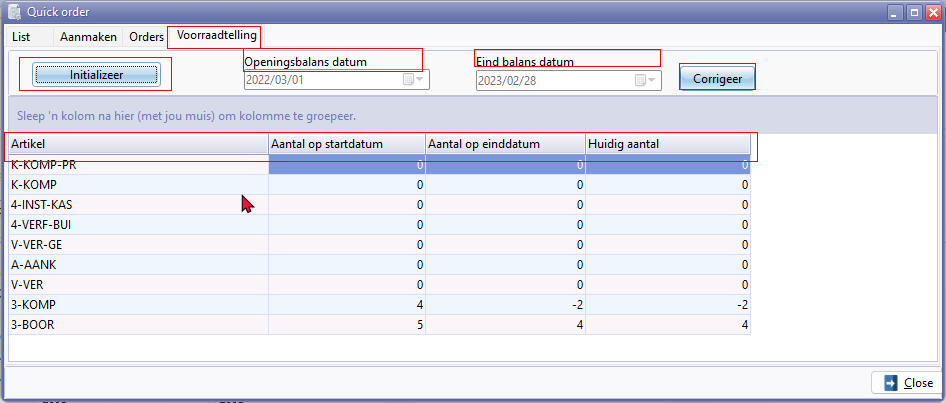 Quick order
List Aanmaken Orders Voorraadtelling
Initializeer
Openingsbalans datum
2022/03/01
Eind balans datum
2023/02/28
Corrigeer
Sleep 'n kolom na hier (met jou muis) om kolomme te groepeer.
Artikel Aantal op startdatum Aantal op einddatum Huidig aantal
K-KOMP-PR 0 0 0
K-KOMP 0 0 0
4-INST-KAS 0 0 0
4-VERF-BUI 0 0 0
V-VER-GE 0 0 0
A-AANK 0 0 0
V-VER 0 0 0
3-KOMP 4 -2 -2
3-BOOR 5 4 4
Close